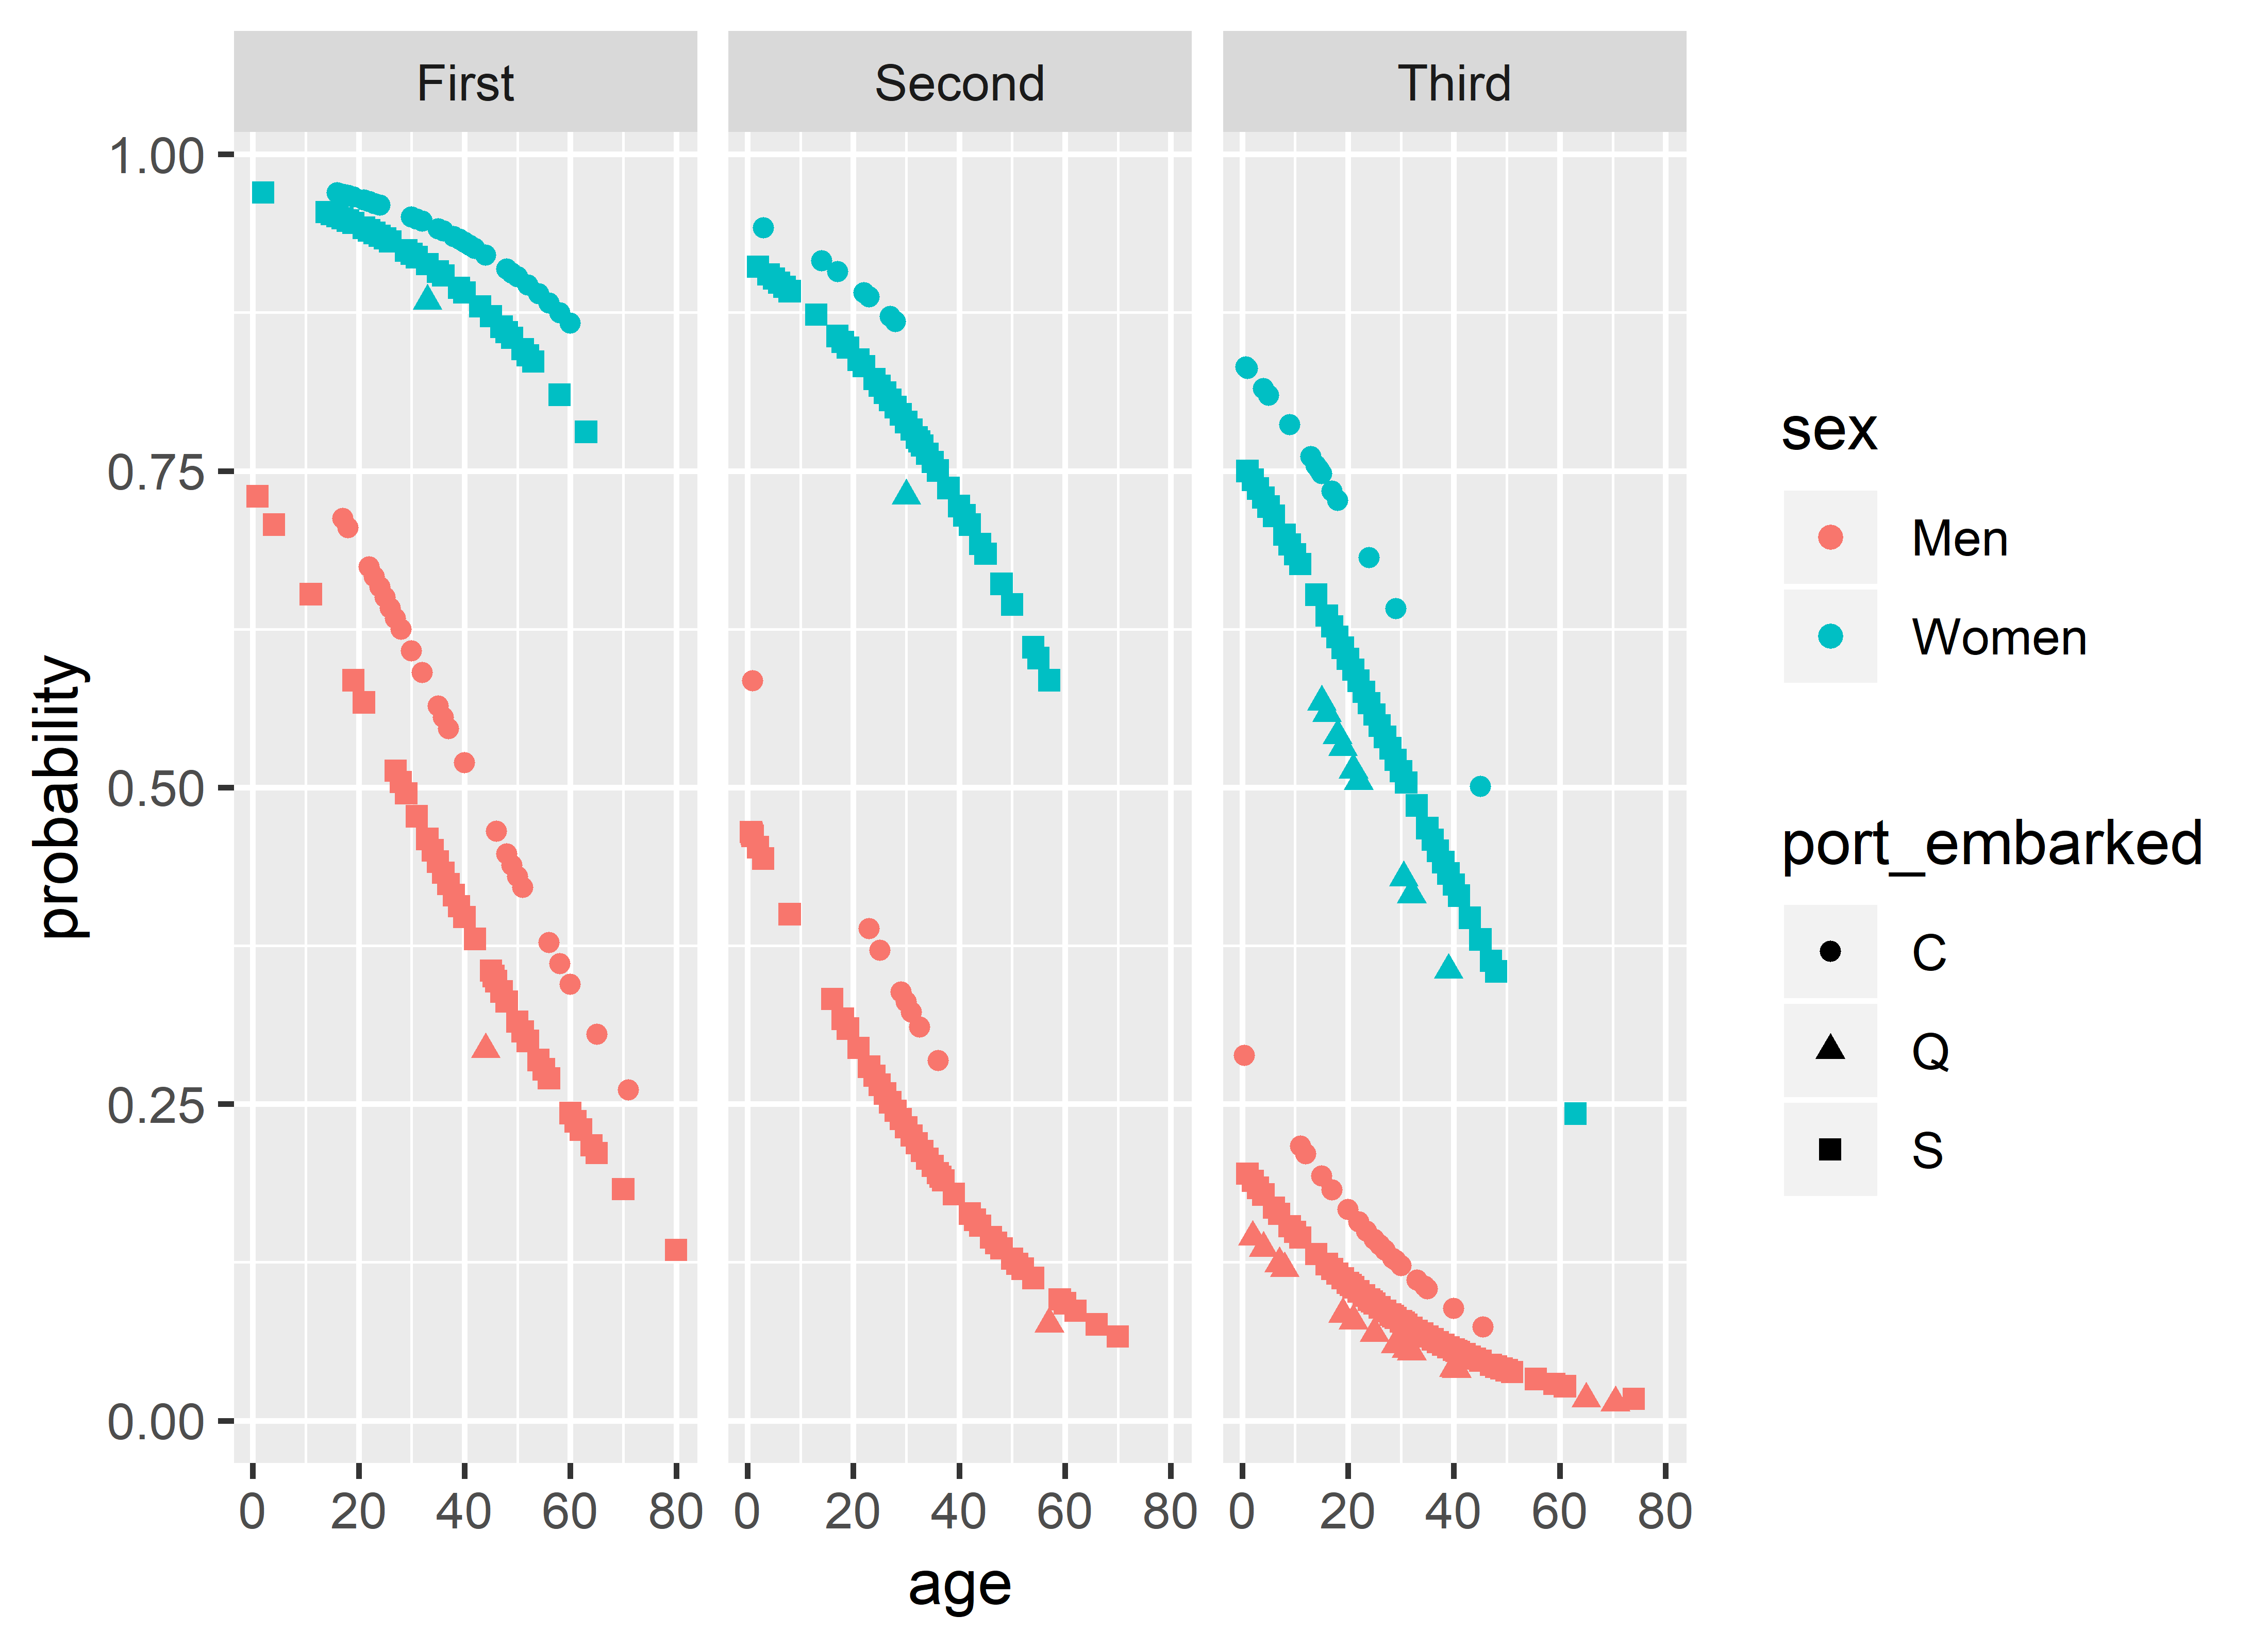 First Second Third
1.00
0.75
0.50
0.25
0.00
probability
0 20 40 60 80 0 20 40 60 80 0 20 40 60 80
age
sex
Men
Women
port_embarked
C
Q
S